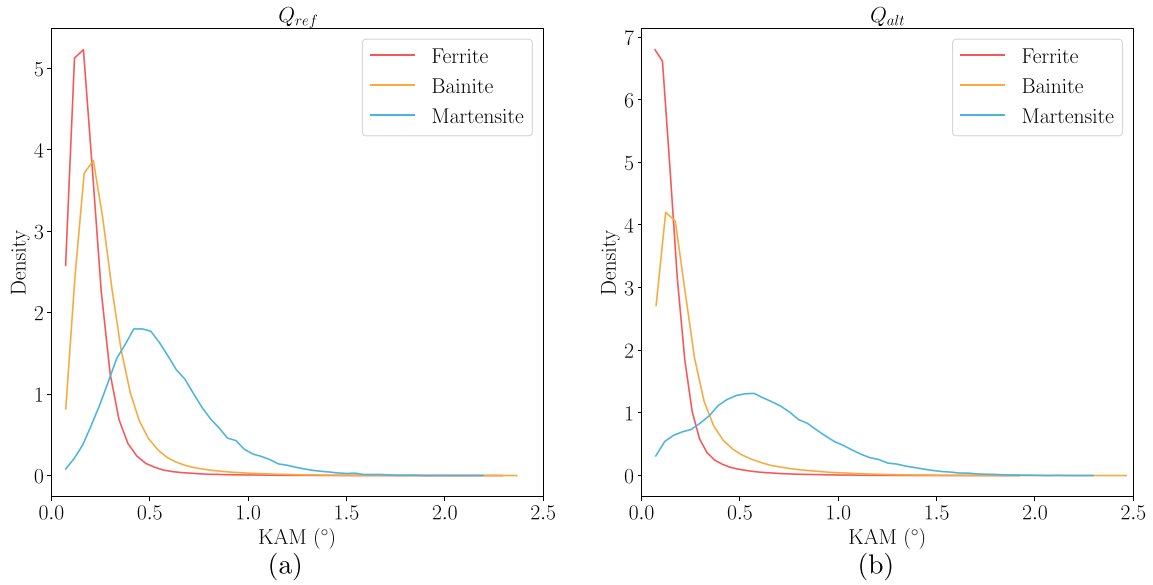 Q_ref
Density
5
4
3
2
1
0
Ferrite
Bainite
Martensite
0.0 0.5 1.0 1.5 2.0 2.5
KAM (°)
(a)
Q_alt
Density
7
6
5
4
3
2
1
0
Ferrite
Bainite
Martensite
0.0 0.5 1.0 1.5 2.0 2.5
KAM (°)
(b)